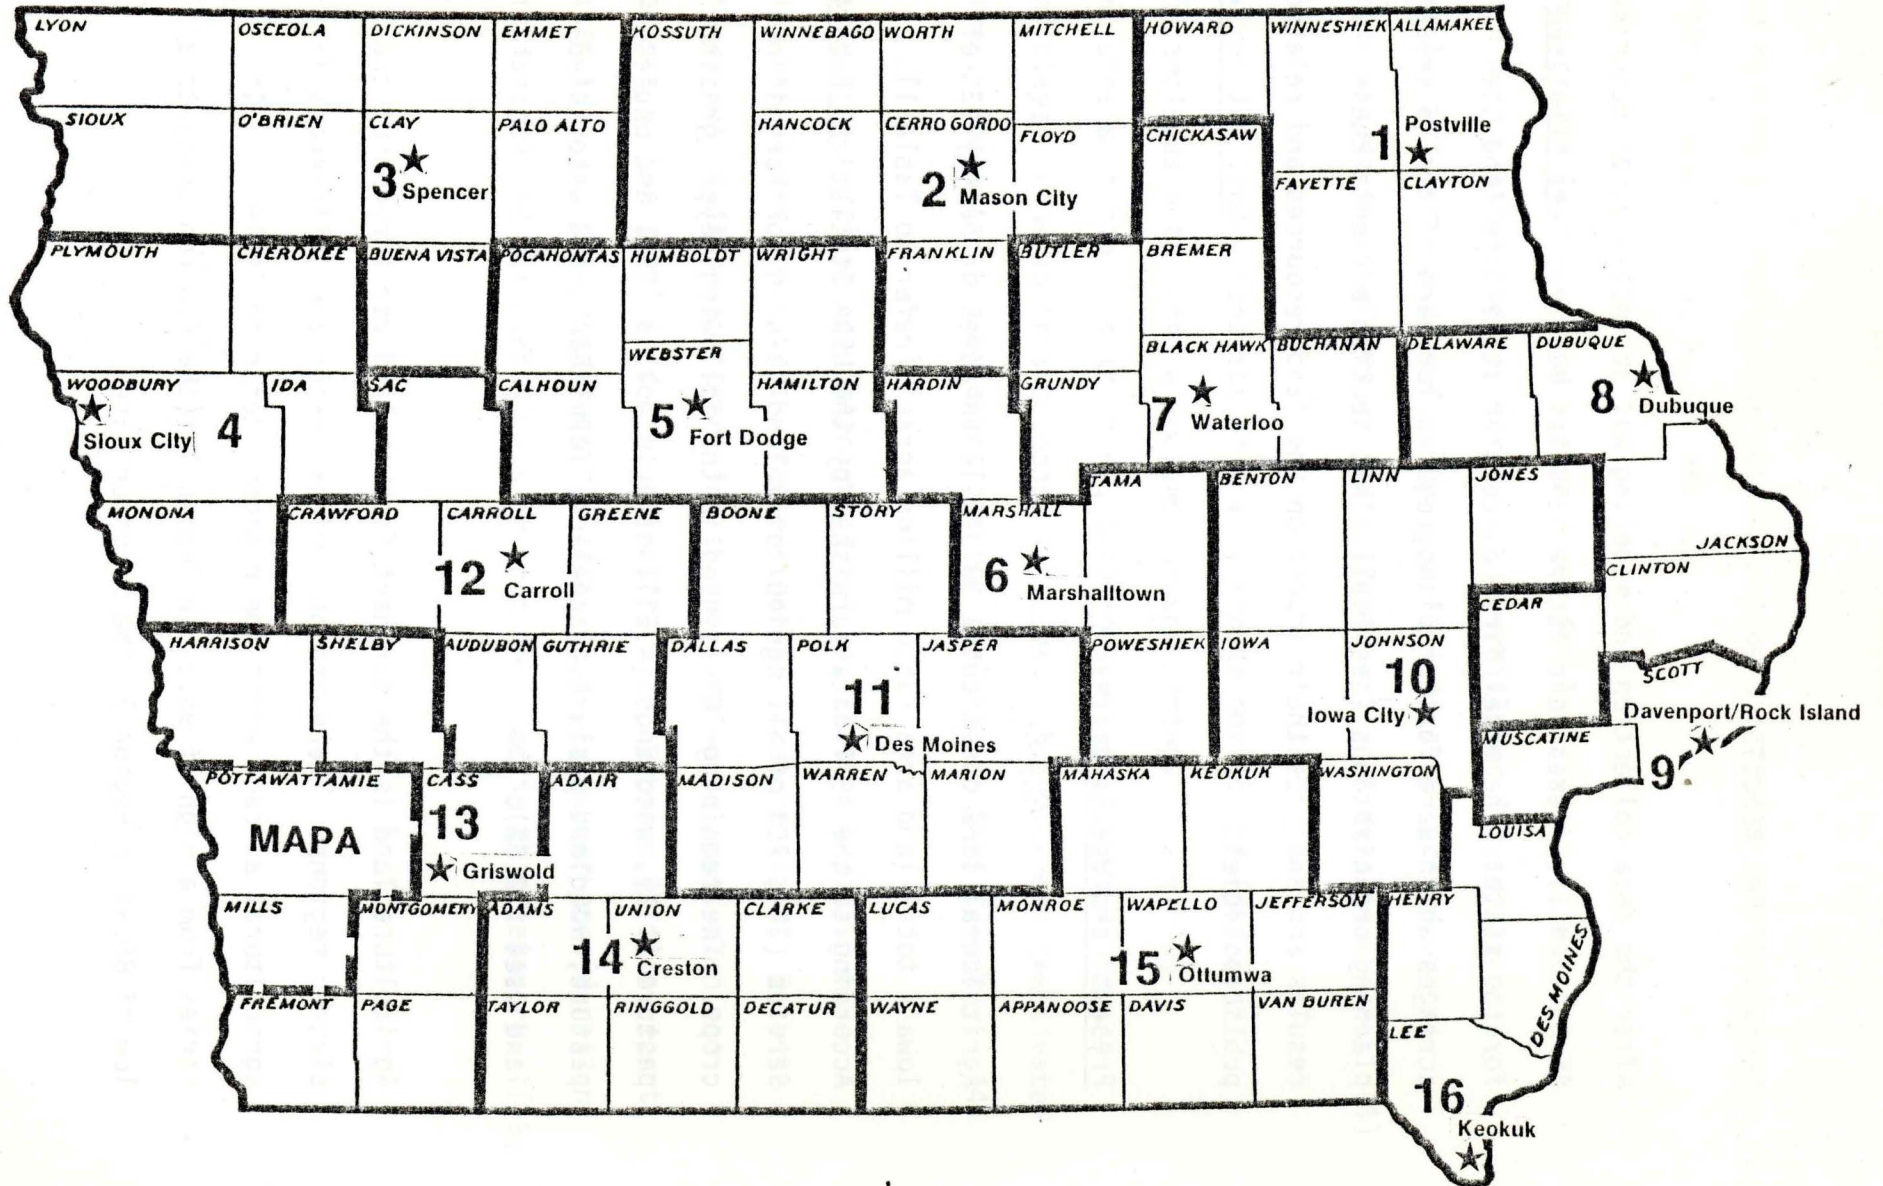 LYON OSCEOLA DICKINSON EMMET KOSSUTH WINNEBAGO WORTH MITCHELL HOWARD WINNESHIEK ALLAMAKEE
SIOUX O'BRIEN CLAY PALO ALTO HANCOCK CERRO GORDO FLOYD CHICKASAW
3 Spencer
2 Mason City
1 Postville
FAYETTE CLAYTON
PLYMOUTH CHEROKEE BUENA VISTA POCAHONTAS HUMBOLDT WRIGHT FRANKLIN BUTLER BREMER
WEBSTER BLACK HAWK BUCHANAN DELAWARE DUBUQUE
WOODBURY IDA SAC CALHOUN HAMILTON HARDIN GRUNDY
Sioux City 4
5 Fort Dodge
7 Waterloo
8 Dubuque
MONONA CRAWFORD CARROLL GREENE BOONE STORY MARSHALL TAMA BENTON LINN JONES
JACKSON
CLINTON
12 Carroll
6 Marshalltown
CEDAR
HARRISON SHELBY AUDUBON GUTHRIE DALLAS POLK JASPER POWESHIEK IOWA JOHNSON
SCOTT
11 Des Moines
10 Iowa City
Davenport/Rock Island
9
MUSCATINE
POTTAWATTAMIE CASS ADAIR MADISON WARREN MARION MAHASKA KEOKUK WASHINGTON
MAPA
13 Griswold
LOUISA
MILLS MONTGOMERY ADAMS UNION CLARKE LUCAS MONROE WAPELLO JEFFERSON HENRY
14 Creston
15 Ottumwa
DES MOINES
FREMONT PAGE TAYLOR RINGGOLD DECATUR WAYNE APPANOOSE DAVIS VAN BUREN
LEE
16 Keokuk